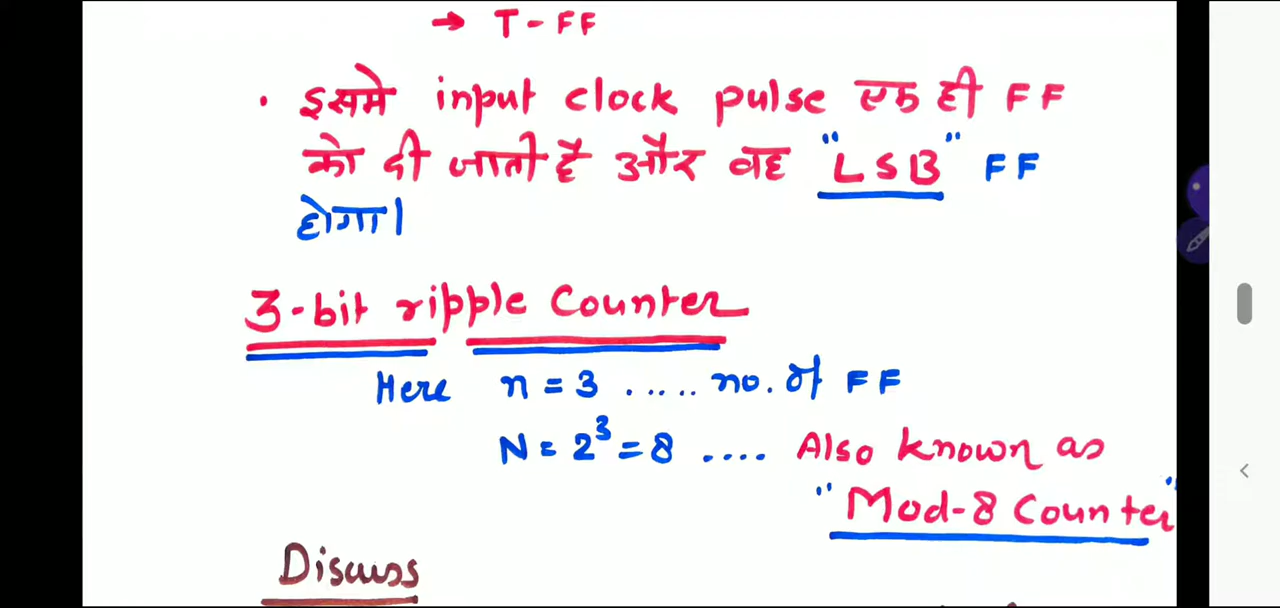 → T-FF
• इसमे input clock pulse एक ही FF
को दी जाती है और वह "LSB" FF
होगा।
3-bit ripple Counter
Here n = 3 ..... no. of FF
N = 2³ = 8 .... Also known as
"Mod-8 Counter"
Discuss